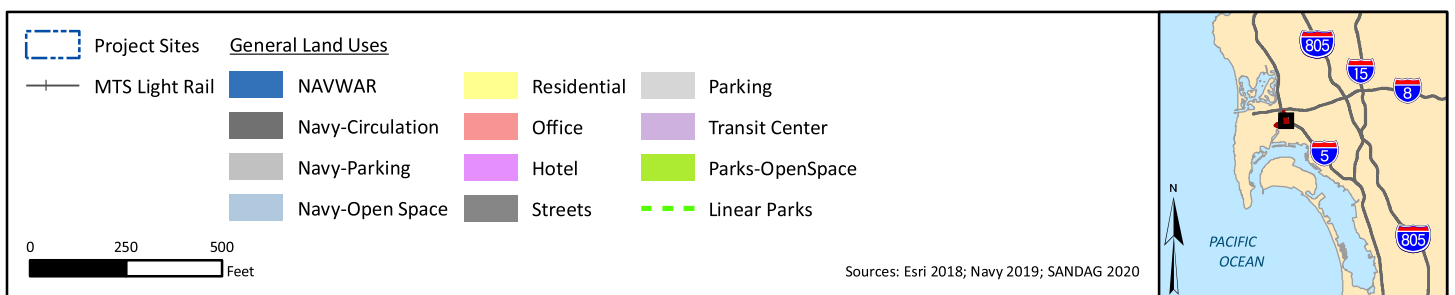 Project Sites
MTS Light Rail
General Land Uses
NAVWAR
Navy-Circulation
Navy-Parking
Navy-Open Space
Residential
Office
Hotel
Streets
Parking
Transit Center
Parks-OpenSpace
Linear Parks
0 250 500
Feet
Sources: Esri 2018; Navy 2019; SANDAG 2020
805
15
8
5
805
N
PACIFIC
OCEAN